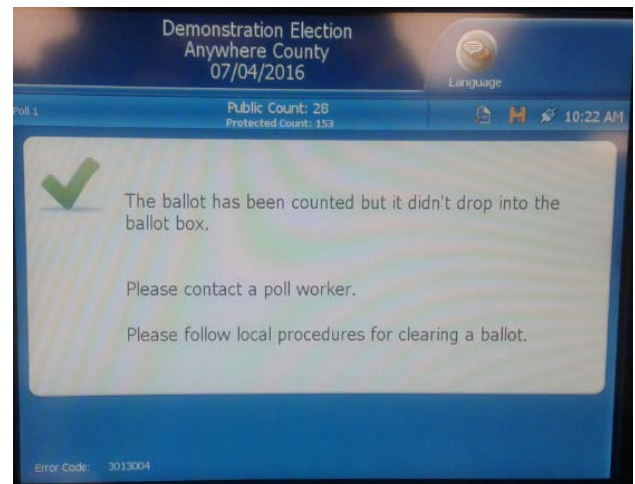 Demonstration Election
Anywhere County
07/04/2016
Language
Poll 1
Public Count: 28
Protected Count: 153
10:22 AM
The ballot has been counted but it didn't drop into the
ballot box.
Please contact a poll worker.
Please follow local procedures for clearing a ballot.
Error Code: 3013004